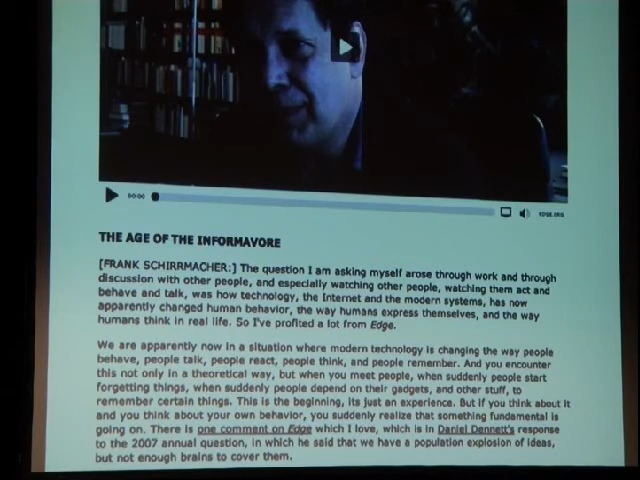 00:00
EDGE.ORG
THE AGE OF THE INFORMAVORE
[FRANK SCHIRRMACHER:] The question I am asking myself arose through work and through
discussion with other people, and especially watching other people, watching them act and
behave and talk, was how technology, the Internet and the modern systems, has now
apparently changed human behavior, the way humans express themselves, and the way
humans think in real life. So I've profited a lot from Edge.
We are apparently now in a situation where modern technology is changing the way people
behave, people talk, people react, people think, and people remember. And you encounter
this not only in a theoretical way, but when you meet people, when suddenly people start
forgetting things, when suddenly people depend on their gadgets, and other stuff, to
remember certain things. This is the beginning, its just an experience. But if you think about it
and you think about your own behavior, you suddenly realize that something fundamental is
going on. There is one comment on Edge which I love, which is in Daniel Dennett's response
to the 2007 annual question, in which he said that we have a population explosion of ideas,
but not enough brains to cover them.